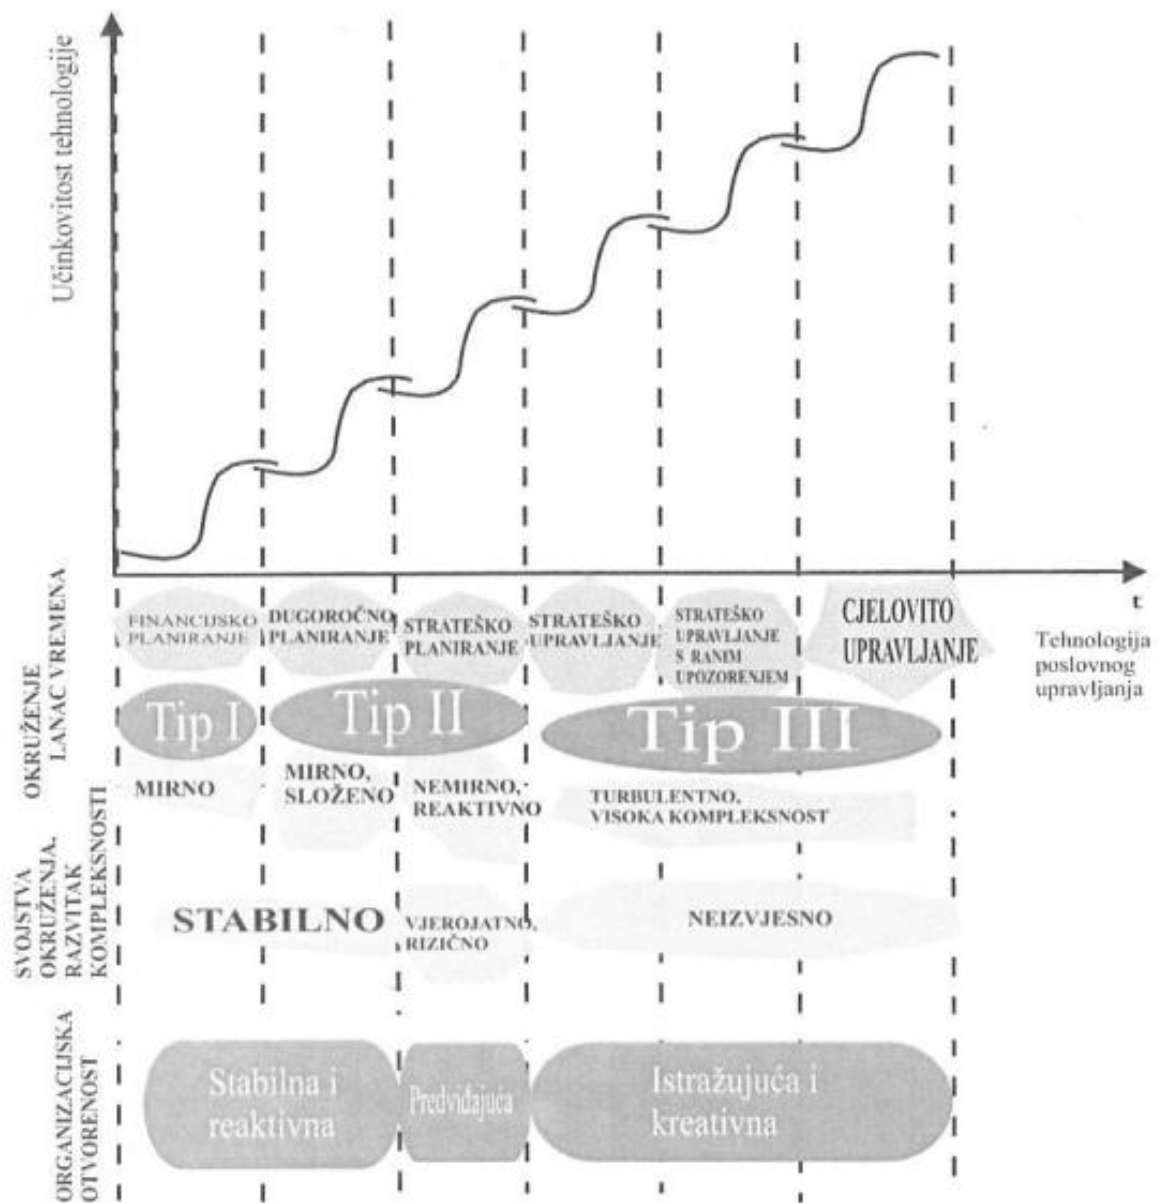 Učinkovitost tehnologije
t
FINANCIJSKO
PLANIRANJE
DUGOROČNO
PLANIRANJE
STRATEŠKO
PLANIRANJE
STRATEŠKO
UPRAVLJANJE
STRATEŠKO
UPRAVLJANJE
S RANIM
UPOZORENJEM
CJELOVITO
UPRAVLJANJE
Tehnologija
poslovnog
upravljanja
OKRUŽENJE
LANAC VREMENA
Tip I
Tip II
Tip III
MIRNO
MIRNO,
SLOŽENO
NEMIRNO,
REAKTIVNO
TURBULENTNO,
VISOKA KOMPLEKSNOST
SVOJSTVA
OKRUŽENJA,
RAZVITAK
KOMPLEKSNOSTI
STABILNO
VJEROJATNO,
RIZIČNO
NEIZVJESNO
ORGANIZACIJSKA
OTVORENOST
Stabilna i
reaktivna
Predviđajuća
Istražujuća i
kreativna